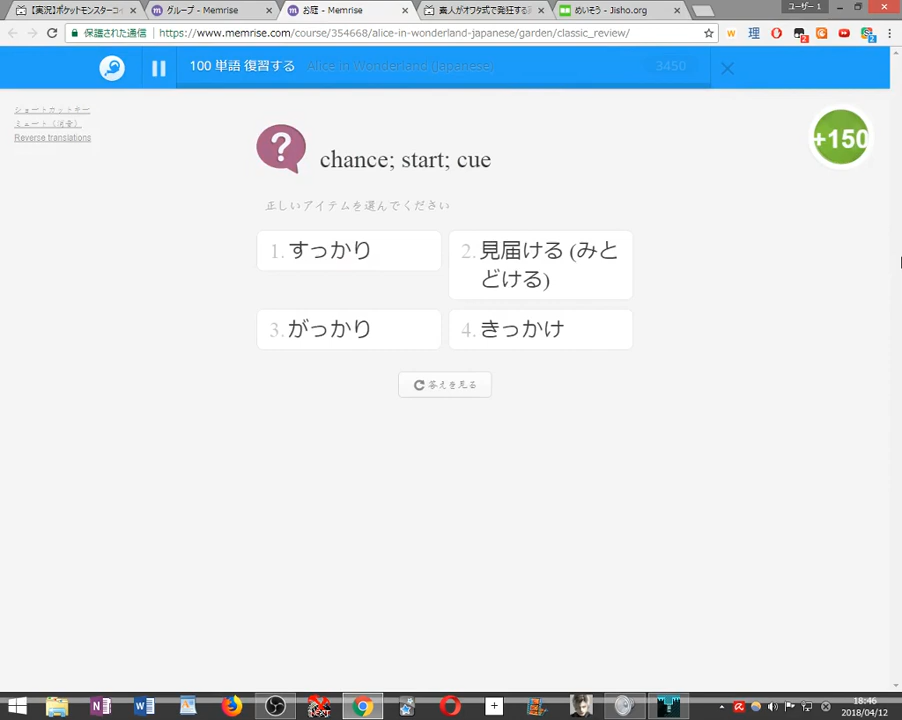 【実況】ポケットモンスターコ
グループ - Memrise
お庭 - Memrise
素人がオワタ式で発狂する
めいそう - Jisho.org
ユーザー 1
保護された通信
https://www.memrise.com/course/354668/alice-in-wonderland-japanese/garden/classic_review/
100 単語 復習する
Alice in Wonderland (Japanese,
3450
ショートカットキー
ミュート（消音）
Reverse translations
+150
?
chance; start; cue
正しいアイテムを選んでください
1. すっかり
2. 見届ける (みと
どける)
3. がっかり
4. きっかけ
答えを見る
18:46
2018/04/12